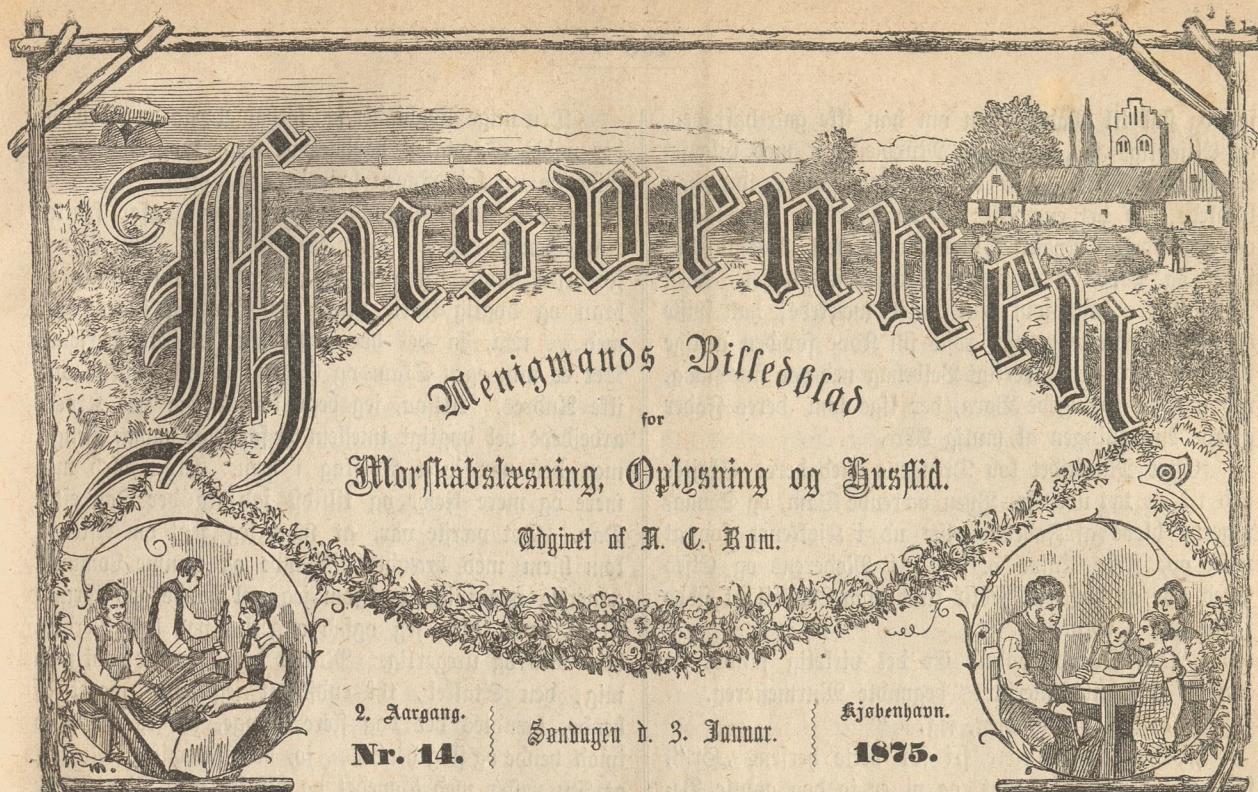 Husvennen
Menigmands Billedblad
for
Morskabslæsning, Oplysning og Husflid.
Udgivet af N. C. Rom.
2. Aargang.
Nr. 14.
Søndagen d. 3. Januar.
Kjøbenhavn.
1875.